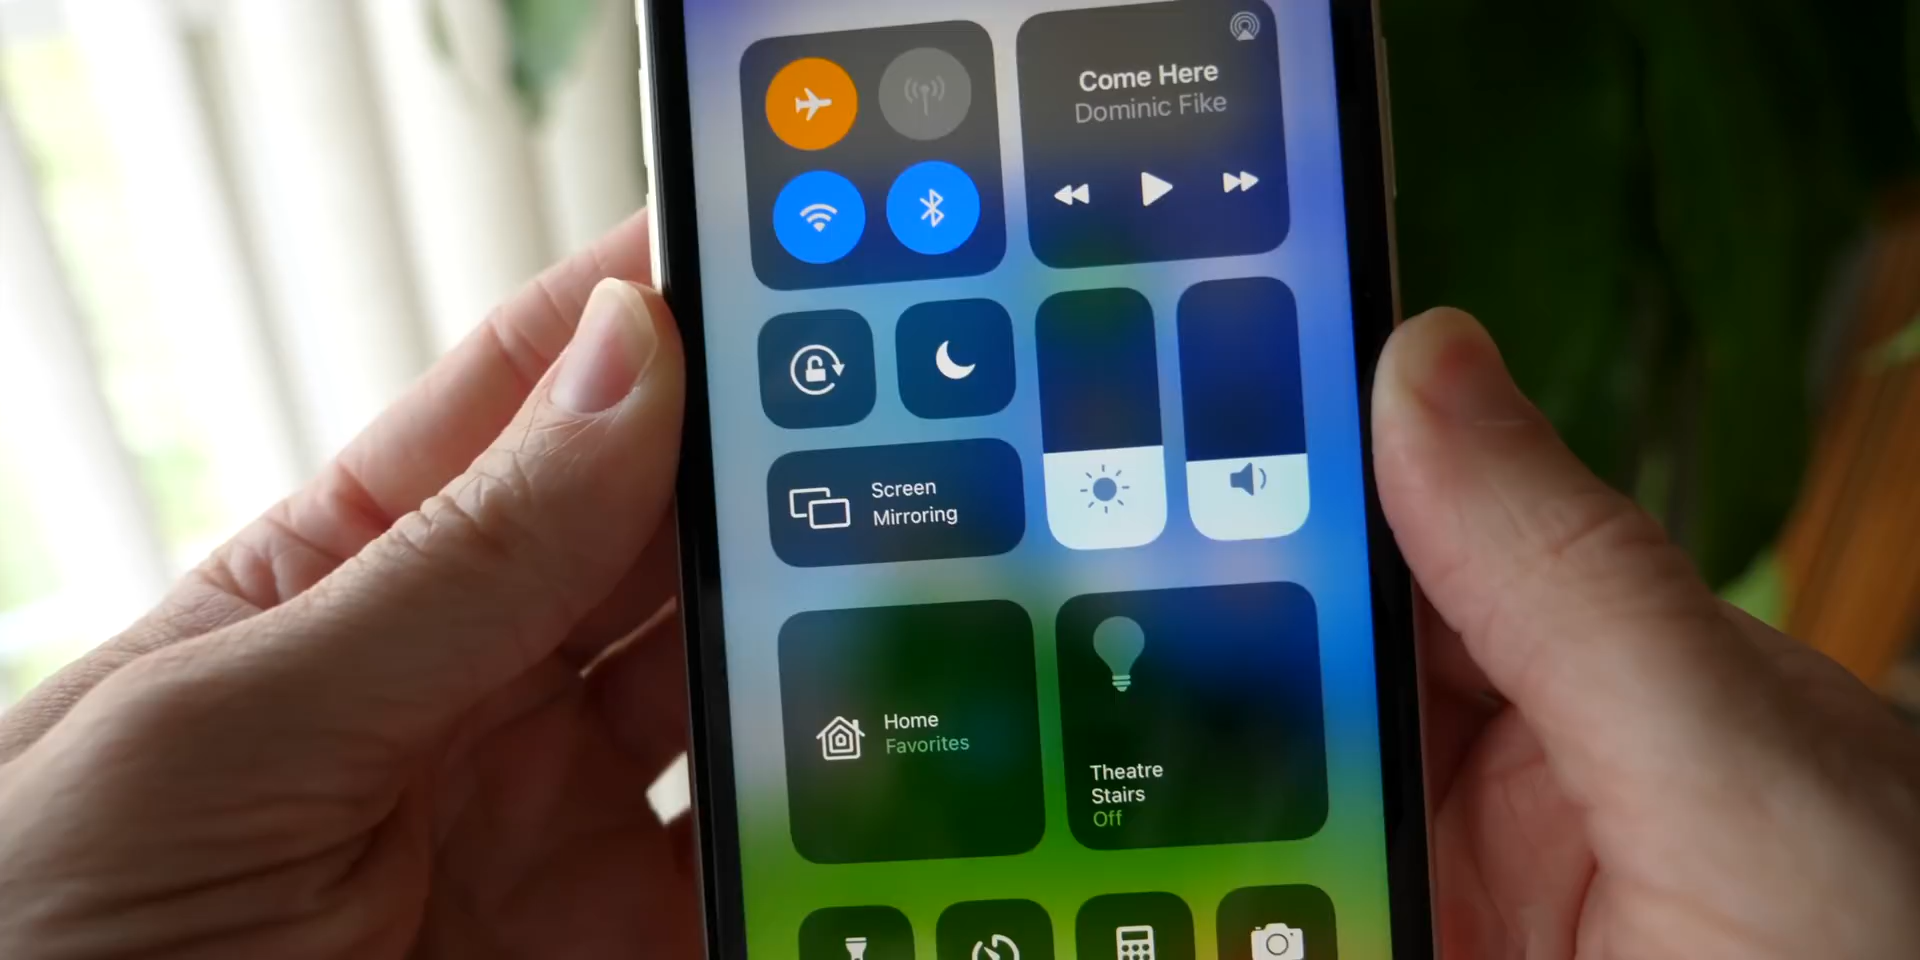 Come Here
Dominic Fike
Screen
Mirroring
Home
Favorites
Theatre
Stairs
Off